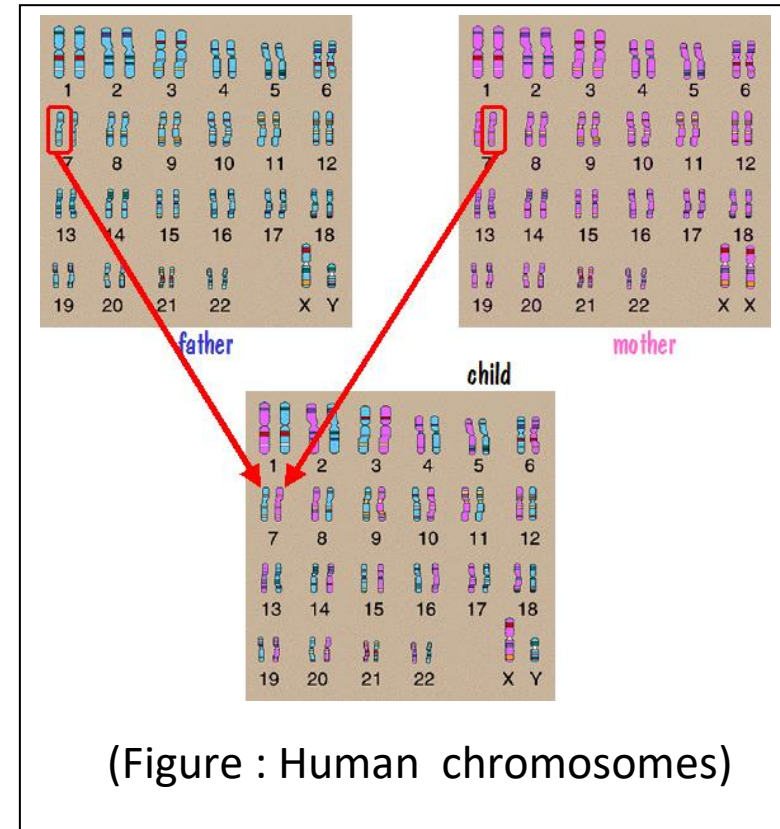 1 2 3 4 5 6
7 8 9 10 11 12
13 14 15 16 17 18
19 20 21 22 X Y
father
1 2 3 4 5 6
7 8 9 10 11 12
13 14 15 16 17 18
19 20 21 22 X X
mother
child
1 2 3 4 5 6
7 8 9 10 11 12
13 14 15 16 17 18
19 20 21 22 X Y
(Figure : Human chromosomes)